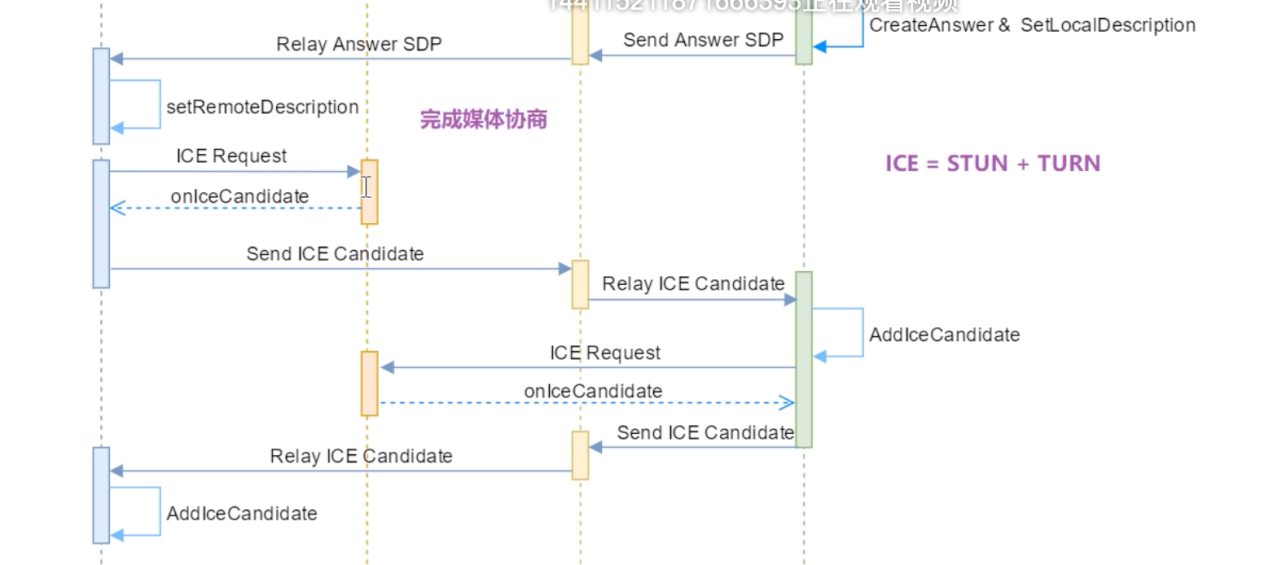 CreateAnswer & SetLocalDescription
Relay Answer SDP
Send Answer SDP
setRemoteDescription
完成媒体协商
ICE Request
ICE = STUN + TURN
onIceCandidate
Send ICE Candidate
Relay ICE Candidate
AddIceCandidate
ICE Request
onIceCandidate
Send ICE Candidate
Relay ICE Candidate
AddIceCandidate